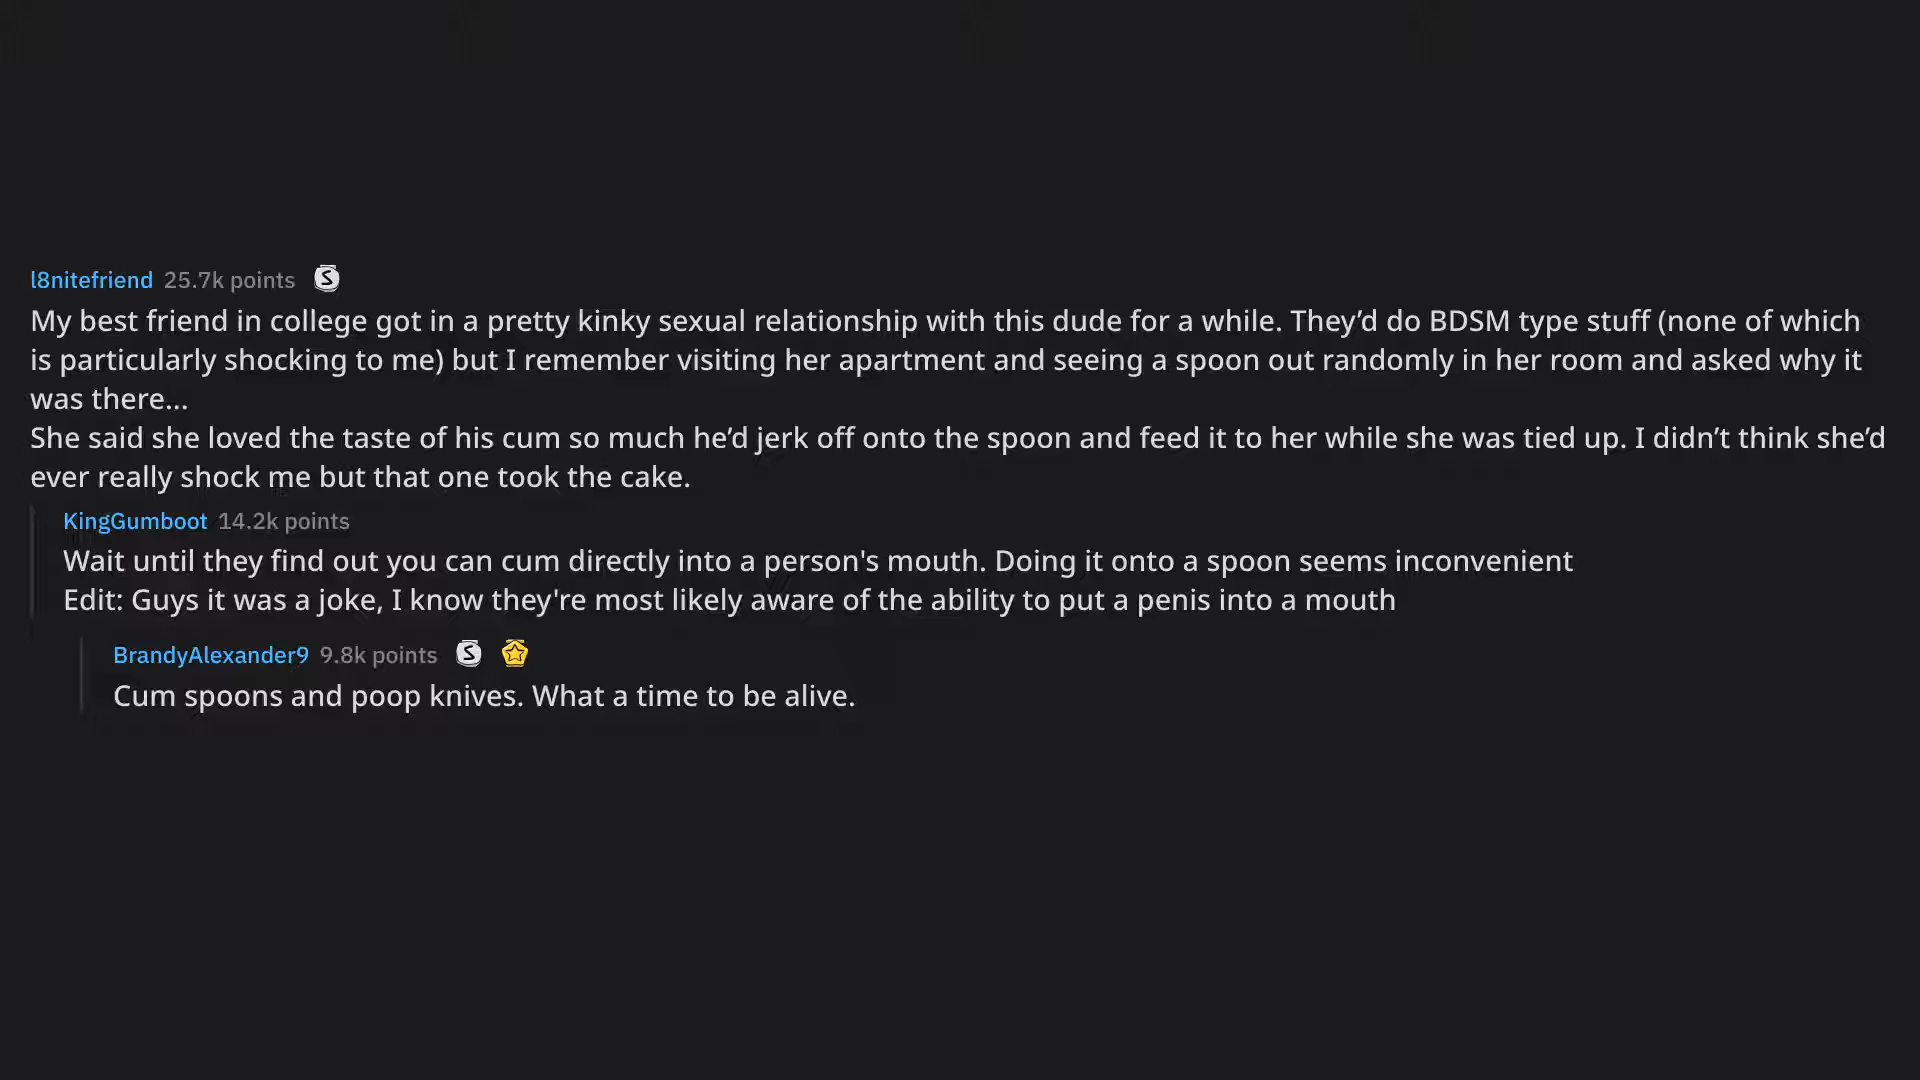 l8nitefriend 25.7k points
My best friend in college got in a pretty kinky sexual relationship with this dude for a while. They’d do BDSM type stuff (none of which
is particularly shocking to me) but I remember visiting her apartment and seeing a spoon out randomly in her room and asked why it
was there...
She said she loved the taste of his cum so much he’d jerk off onto the spoon and feed it to her while she was tied up. I didn’t think she’d
ever really shock me but that one took the cake.
KingGumboot 14.2k points
Wait until they find out you can cum directly into a person's mouth. Doing it onto a spoon seems inconvenient
Edit: Guys it was a joke, I know they're most likely aware of the ability to put a penis into a mouth
BrandyAlexander9 9.8k points
Cum spoons and poop knives. What a time to be alive.